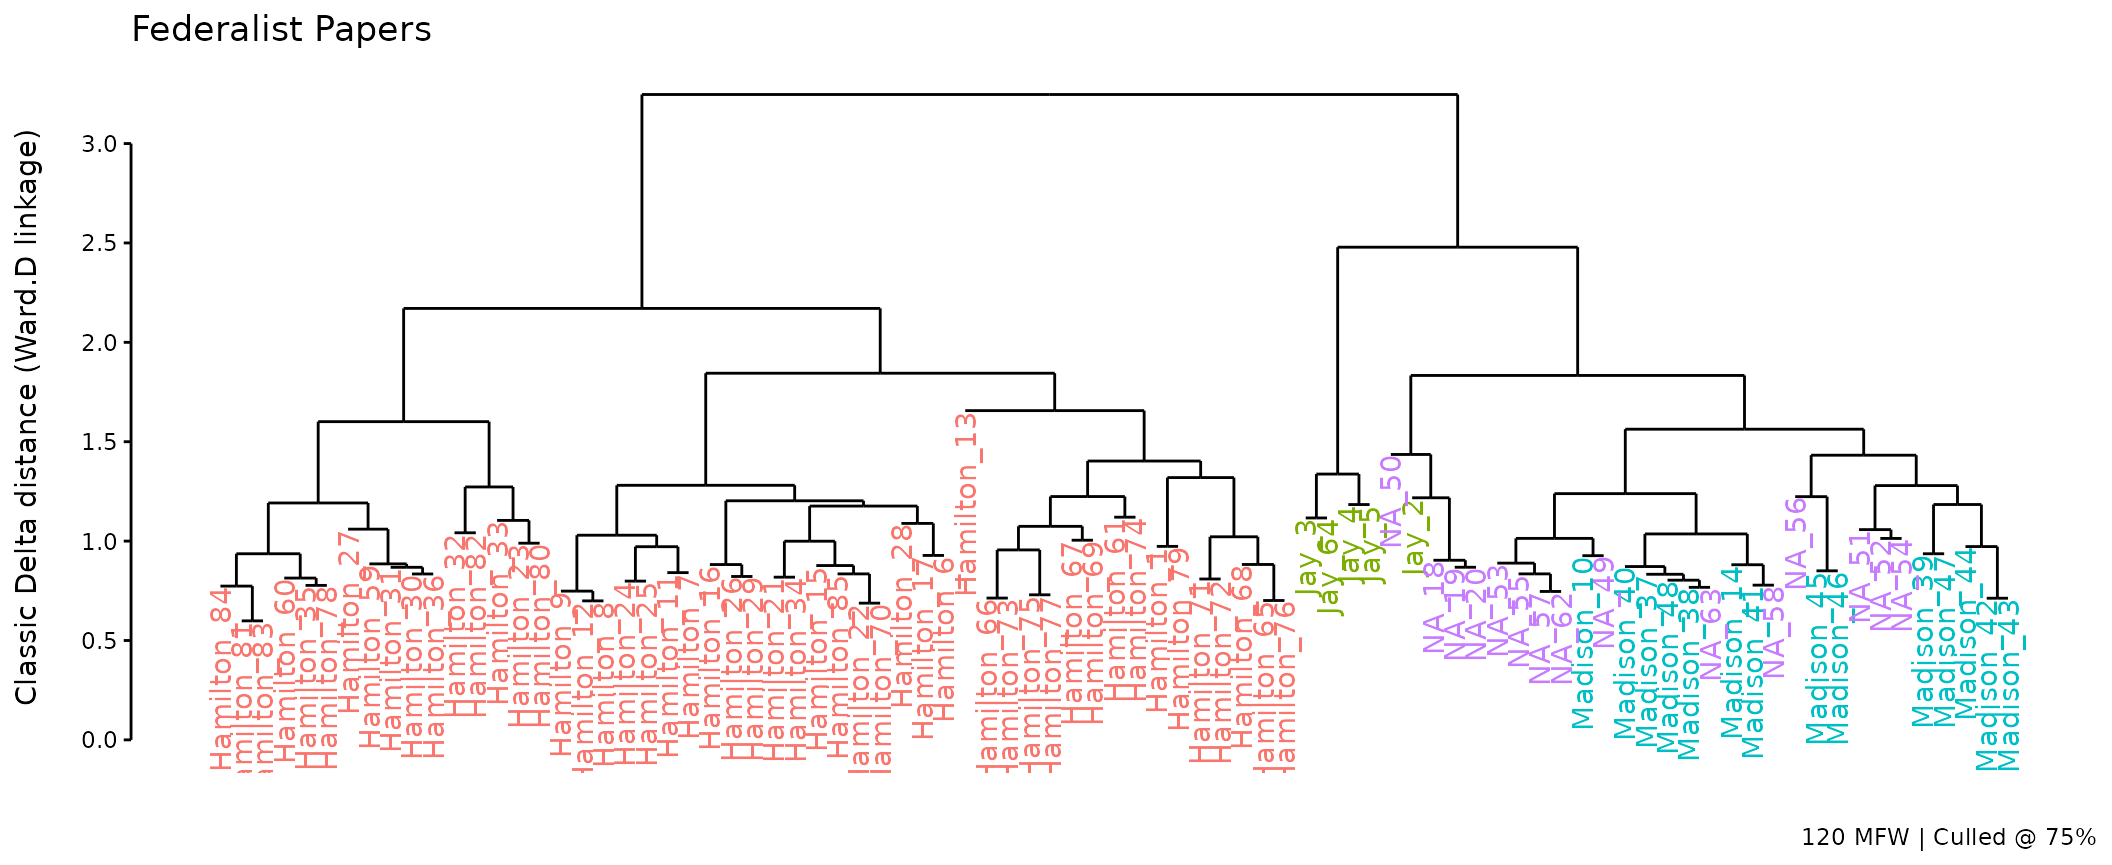 Federalist Papers
Classic Delta distance (Ward.D linkage)
3.0
2.5
2.0
1.5
1.0
0.5
0.0
Hamilton_84
amilton_81
amilton_83
Hamilton_60
Hamilton_35
Hamilton_78
Hamilton_27
Hamilton_59
Hamilton_31
Hamilton_30
Hamilton_36
Hamilton_32
Hamilton_82
Hamilton_33
Hamilton_23
Hamilton_80
Hamilton_9
Hamilton_12
Hamilton_8
Hamilton_24
Hamilton_25
Hamilton_11
Hamilton_7
Hamilton_16
Hamilton_26
Hamilton_29
Hamilton_21
Hamilton_34
Hamilton_15
Hamilton_85
Hamilton_22
Hamilton_70
Hamilton_28
Hamilton_17
Hamilton_6
Hamilton_13
Hamilton_66
Hamilton_73
Hamilton_75
Hamilton_77
Hamilton_67
Hamilton_69
Hamilton_61
Hamilton_74
Hamilton_1
Hamilton_79
Hamilton_71
Hamilton_72
Hamilton_68
Hamilton_65
Hamilton_76
Jay_3
Jay_64
Jay_4
Jay_5
NA_50
Jay_2
NA_18
NA_19
NA_20
NA_53
NA_55
NA_57
NA_62
Madison_10
NA_49
Madison_40
Madison_37
Madison_48
Madison_38
NA_63
Madison_14
Madison_41
NA_58
NA_56
Madison_45
Madison_46
NA_51
NA_52
NA_54
Madison_39
Madison_47
Madison_44
Madison_42
Madison_43
120 MFW | Culled @ 75%